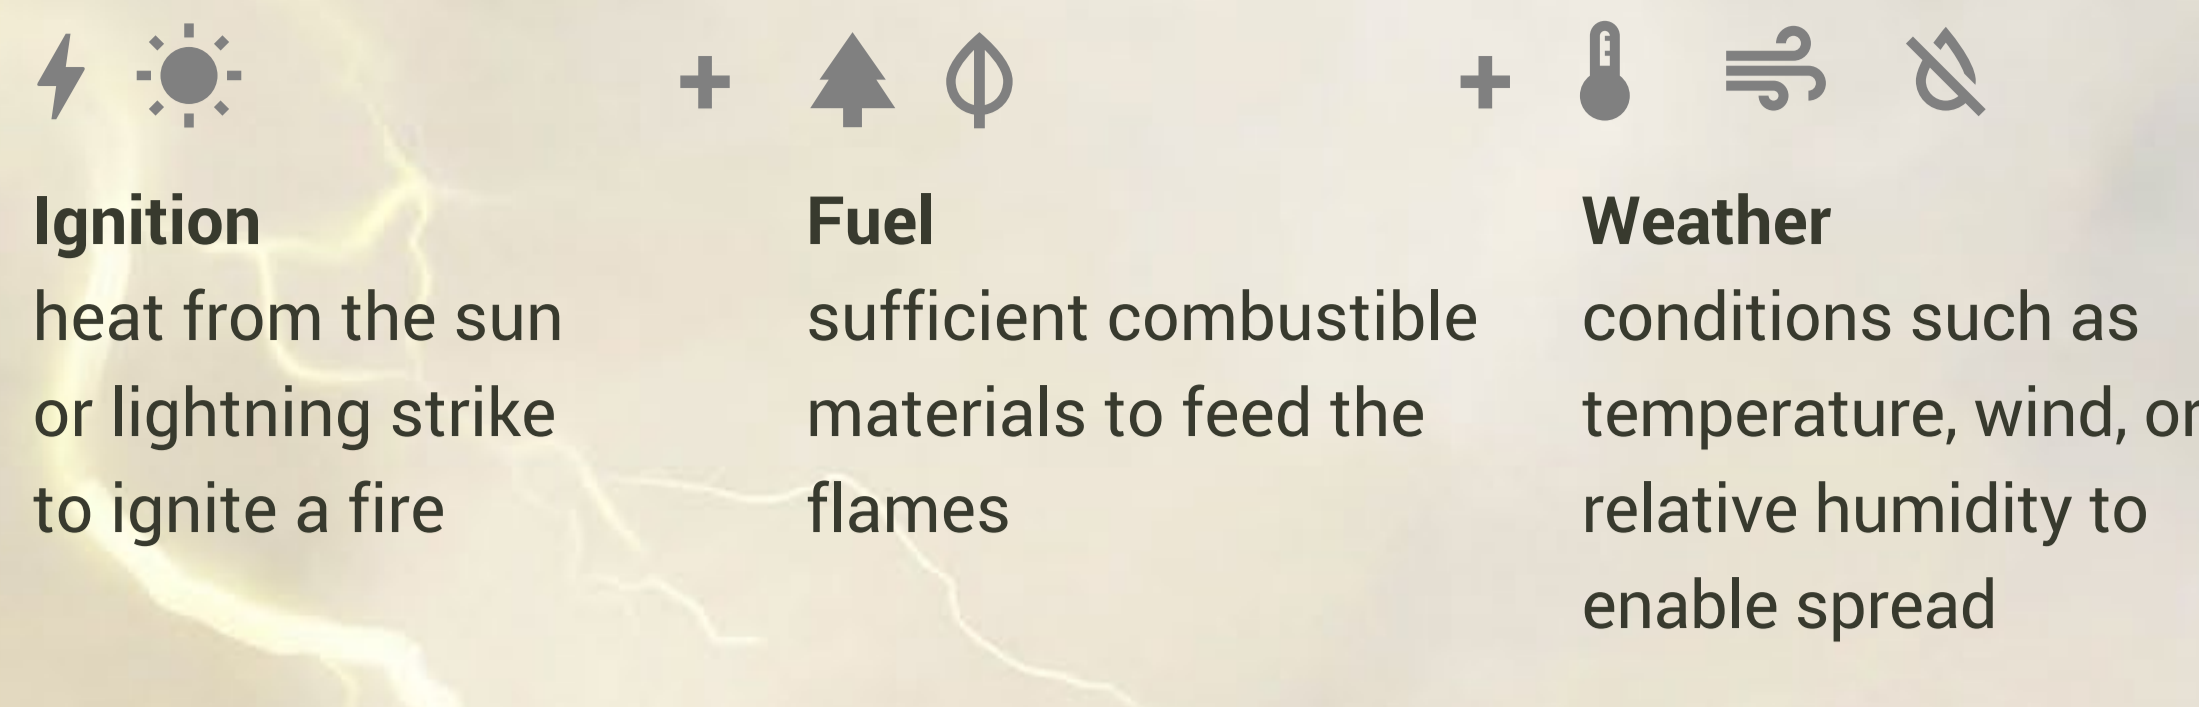 Ignition
heat from the sun
or lightning strike
to ignite a fire
Fuel
sufficient combustible
materials to feed the
flames
Weather
conditions such as
temperature, wind, or
relative humidity to
enable spread